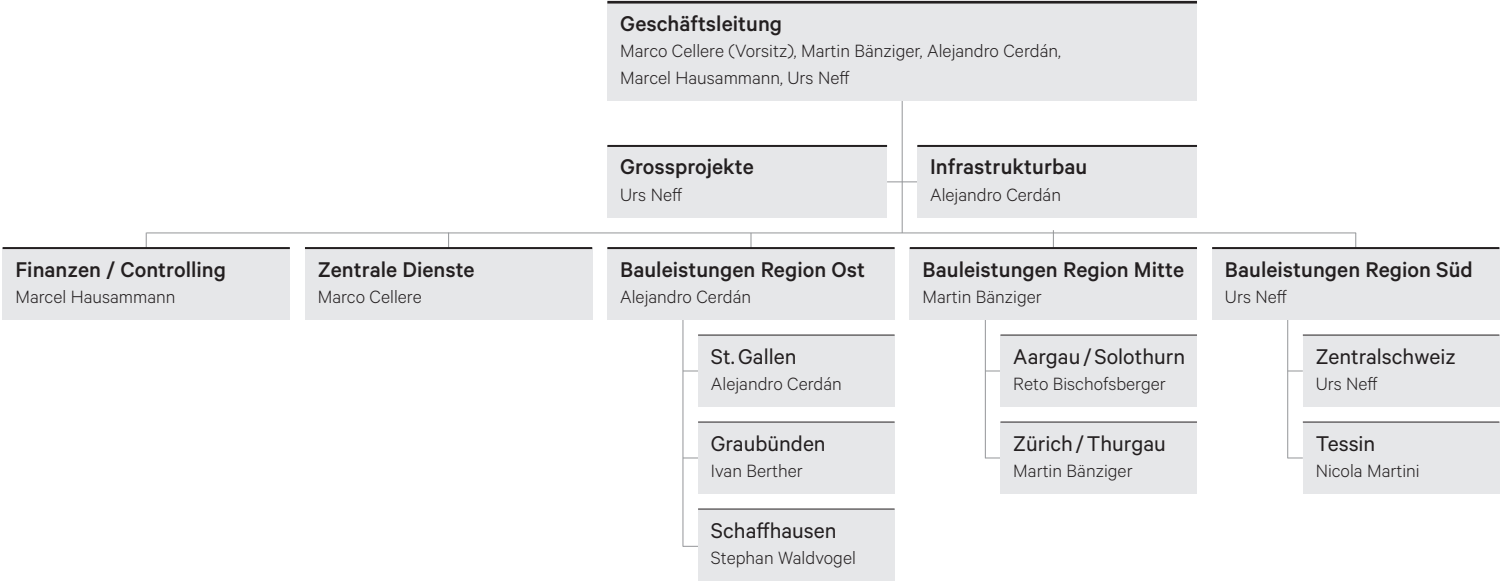 Geschäftsleitung
Marco Cellere (Vorsitz), Martin Bänziger, Alejandro Cerdán,
Marcel Hausammann, Urs Neff
Grossprojekte
Urs Neff
Infrastrukturbau
Alejandro Cerdán
Finanzen / Controlling
Marcel Hausammann
Zentrale Dienste
Marco Cellere
Bauleistungen Region Ost
Alejandro Cerdán
St. Gallen
Alejandro Cerdán
Graubünden
Ivan Berther
Schaffhausen
Stephan Waldvogel
Bauleistungen Region Mitte
Martin Bänziger
Aargau / Solothurn
Reto Bischofsberger
Zürich / Thurgau
Martin Bänziger
Bauleistungen Region Süd
Urs Neff
Zentralschweiz
Urs Neff
Tessin
Nicola Martini